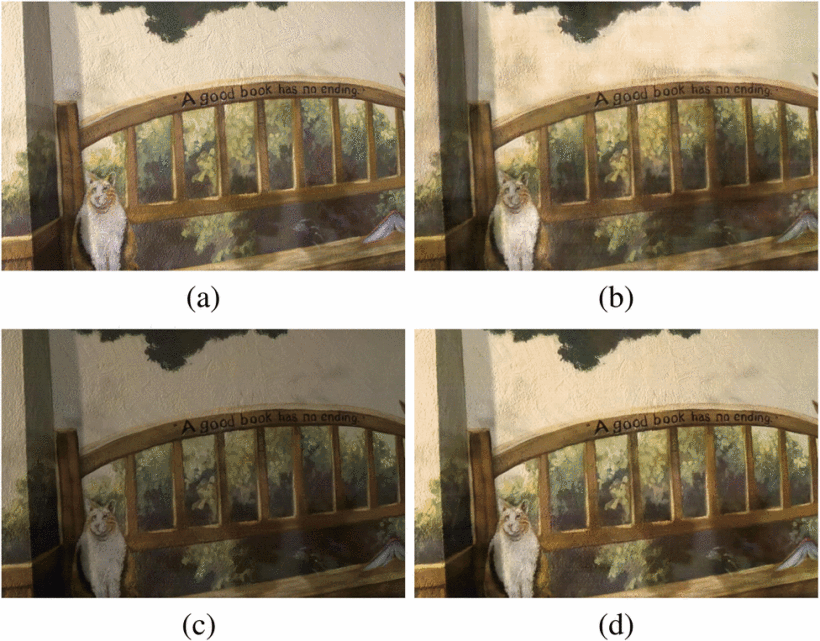 "A good book has no ending."
"A good book has no ending."
(a)
(b)
"A good book has no ending."
"A good book has no ending."
(c)
(d)